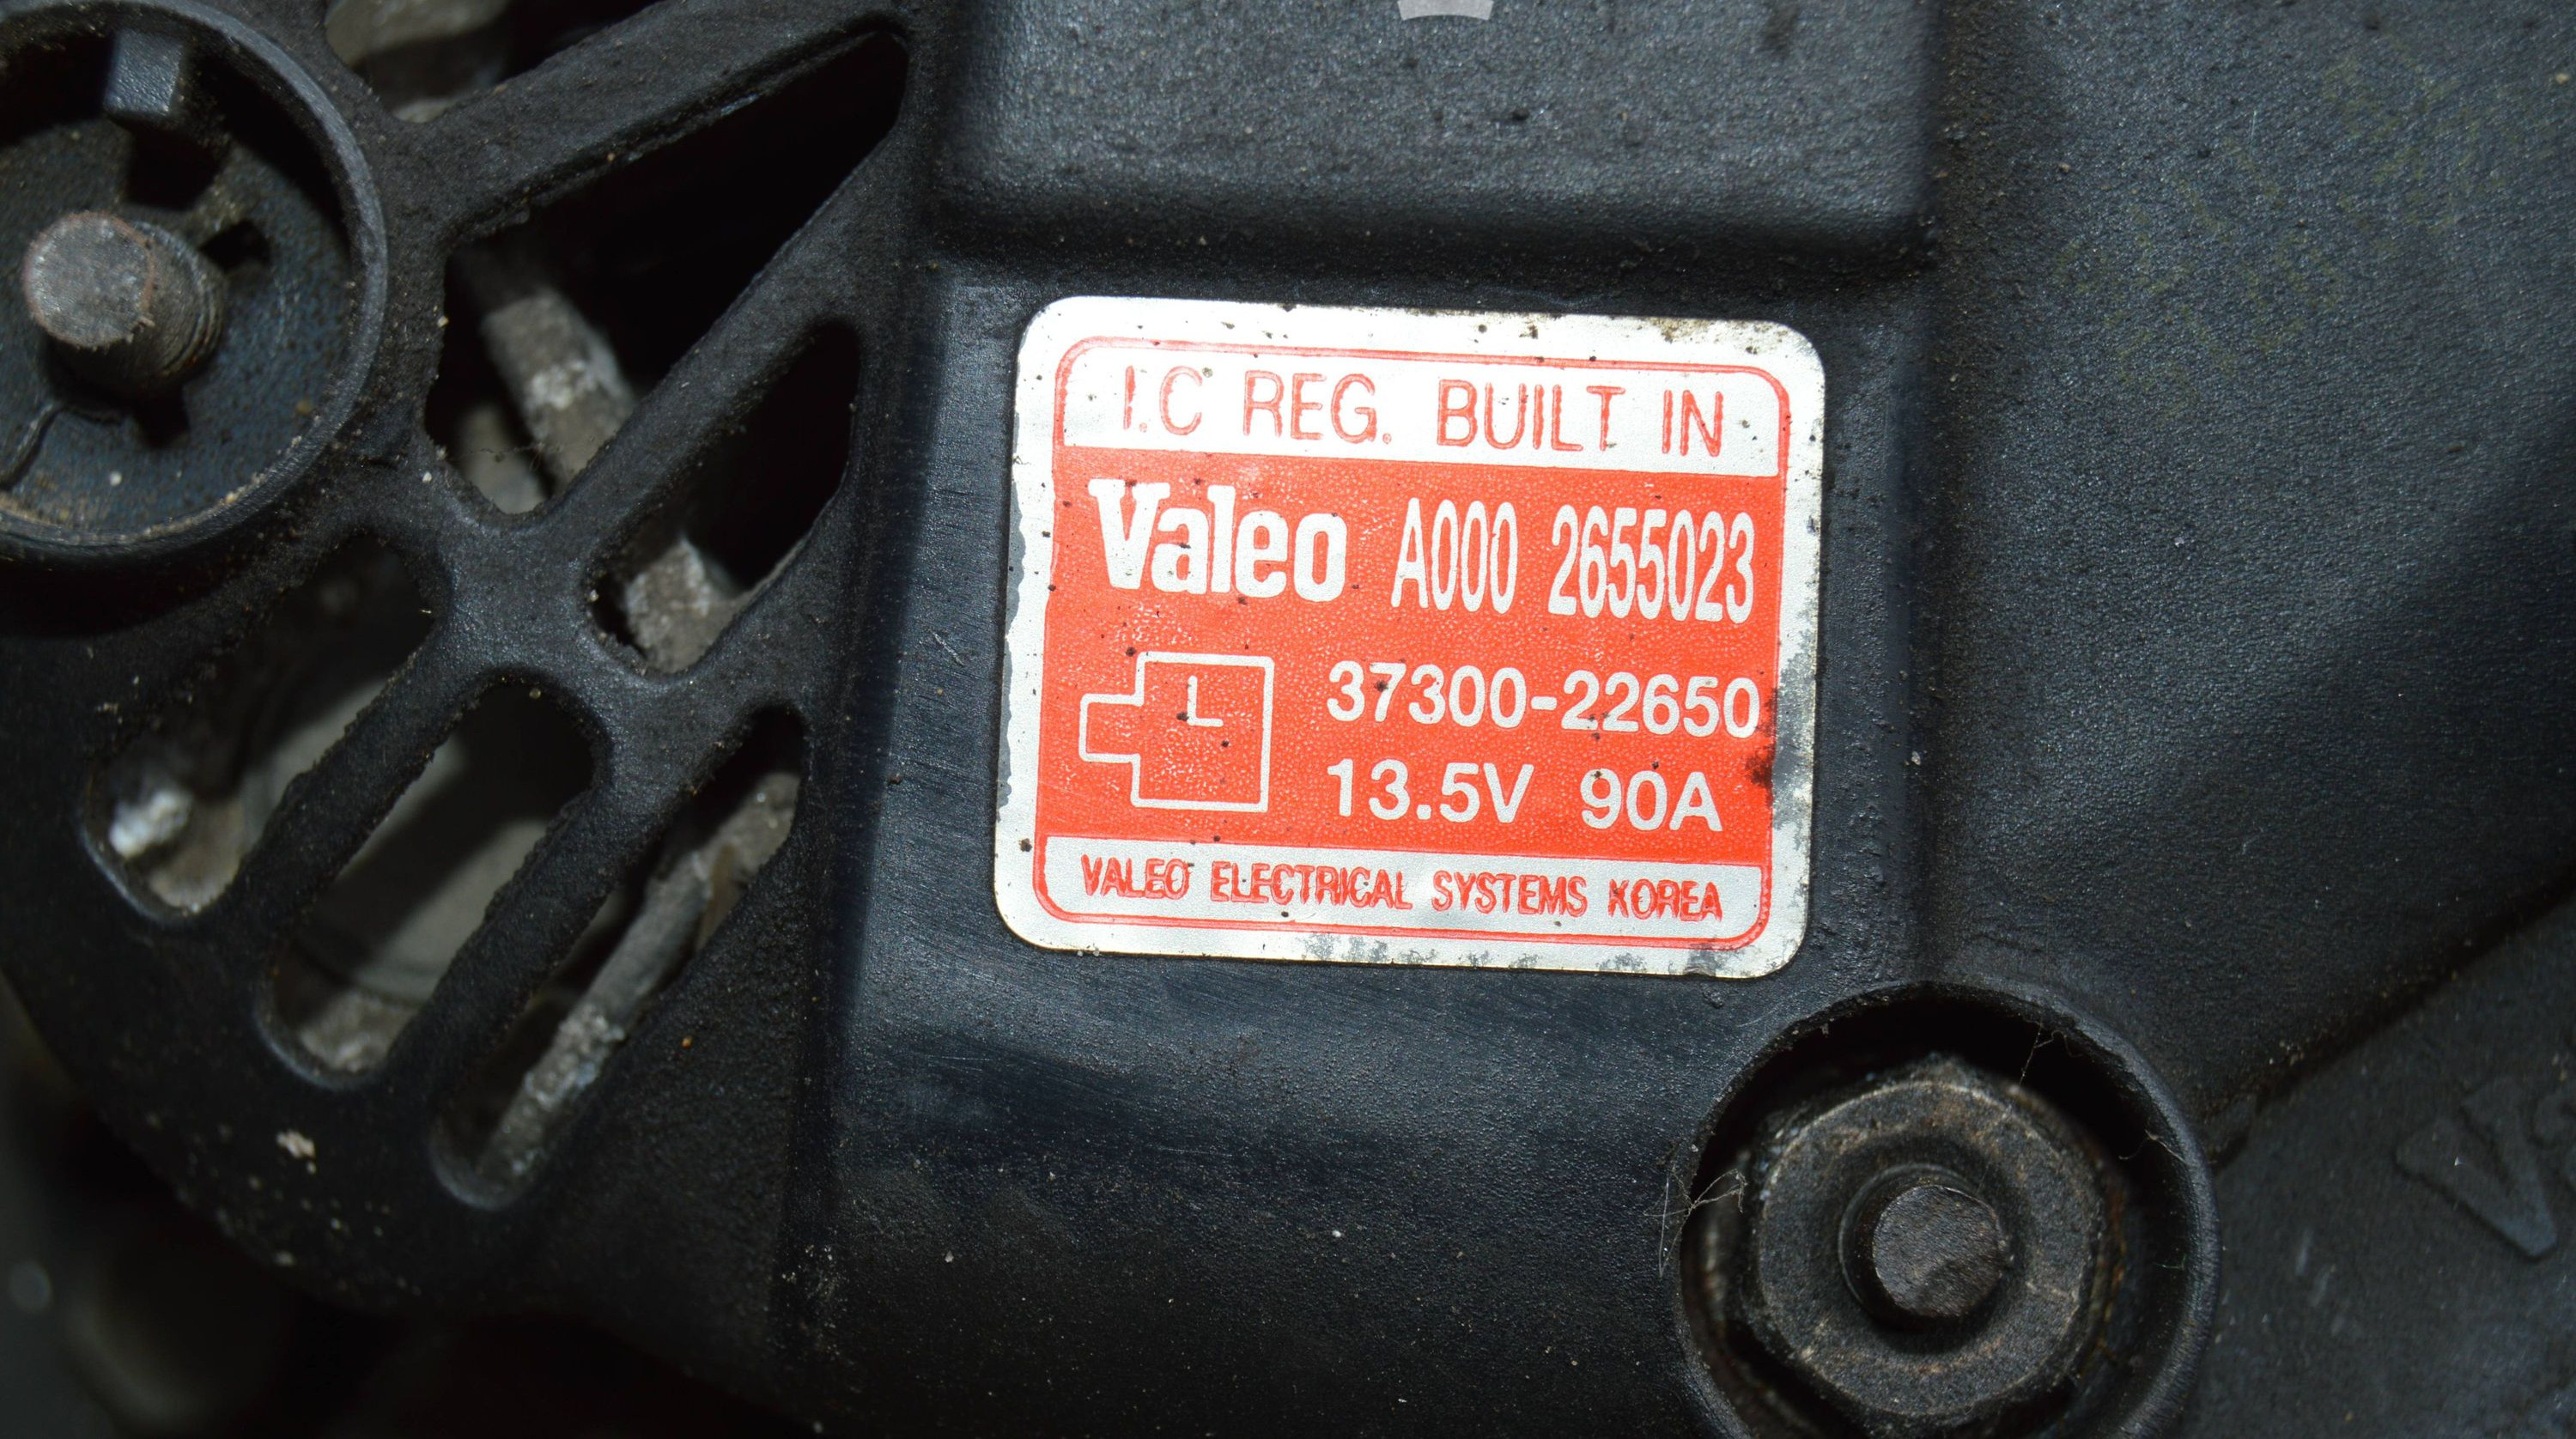 I.C REG. BUILT IN
Valeo A000 2655023
L
37300-22650
13.5V 90A
VALEO ELECTRICAL SYSTEMS KOREA